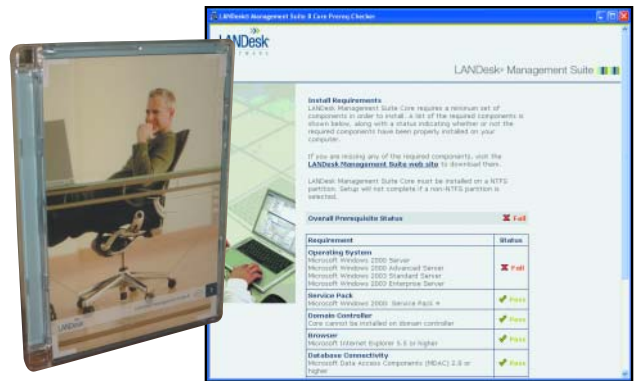 LANDesk® Management Suite 8 Core Prereq Checker
LANDesk
SOFTWARE
LANDesk® Management Suite
Install Requirements
LANDesk Management Suite Core requires a minimum set of
components in order to install. A list of the required components is
shown below, along with a status indicating whether or not the
required components have been properly installed on your
computer.
If you are missing any of the required components, visit the
LANDesk Management Suite web site to download them.
LANDesk Management Suite Core must be installed on a NTFS
partition. Setup will not complete if a non-NTFS partition is
selected.
Overall Prerequisite Status Fail
Requirement Status
Operating System
Microsoft Windows 2000 Server
Microsoft Windows 2000 Advanced Server
Microsoft Windows 2003 Standard Server
Microsoft Windows 2003 Enterprise Server
Fail
Service Pack
Microsoft Windows 2000: Service Pack 4
Pass
Domain Controller
Core cannot be installed on domain controller
Pass
Browser
Microsoft Internet Explorer 5.5 or higher
Pass
Database Connectivity
Microsoft Data Access Components (MDAC) 2.8 or
higher
Pass
LANDesk